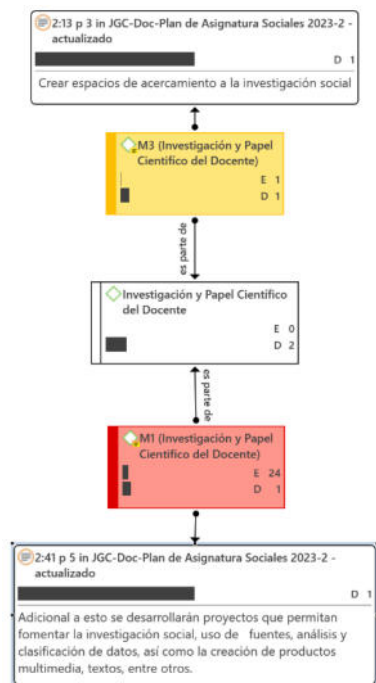 2:13 p 3 in JGC-Doc-Plan de Asignatura Sociales 2023-2 -
actualizado
D 1
Crear espacios de acercamiento a la investigación social
M3 (Investigación y Papel
Científico del Docente)
E 1
D 1
es parte de
Investigación y Papel Científico
del Docente
E 0
D 2
es parte de
M1 (Investigación y Papel
Científico del Docente)
E 24
D 1
2:41 p 5 in JGC-Doc-Plan de Asignatura Sociales 2023-2 -
actualizado
D 1
Adicional a esto se desarrollarán proyectos que permitan
fomentar la investigación social, uso de fuentes, análisis y
clasificación de datos, así como la creación de productos
multimedia, textos, entre otros.